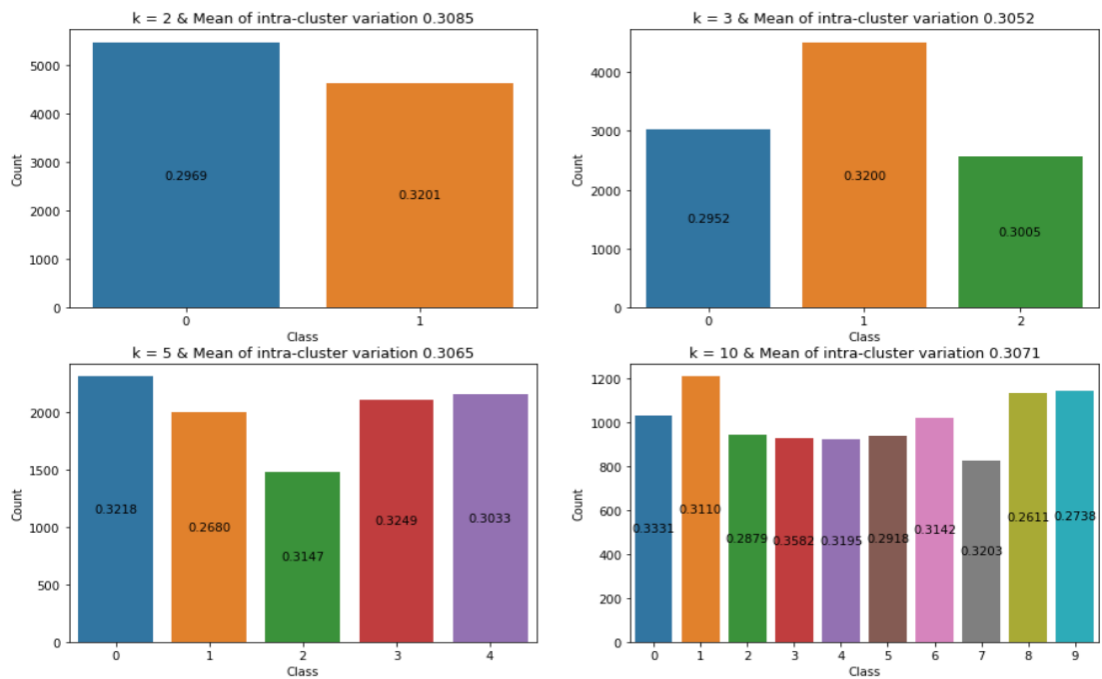 k = 2 & Mean of intra-cluster variation 0.3085
5000
4000
3000
2000
1000
0
Count
0.2969
0.3201
0 1
Class
k = 3 & Mean of intra-cluster variation 0.3052
4000
3000
2000
1000
0
Count
0.2952
0.3200
0.3005
0 1 2
Class
k = 5 & Mean of intra-cluster variation 0.3065
2000
1500
1000
500
0
Count
0.3218
0.2680
0.3147
0.3249
0.3033
0 1 2 3 4
Class
k = 10 & Mean of intra-cluster variation 0.3071
1200
1000
800
600
400
200
0
Count
0.3331
0.3110
0.2879
0.3582
0.3195
0.2918
0.3142
0.3203
0.2611
0.2738
0 1 2 3 4 5 6 7 8 9
Class